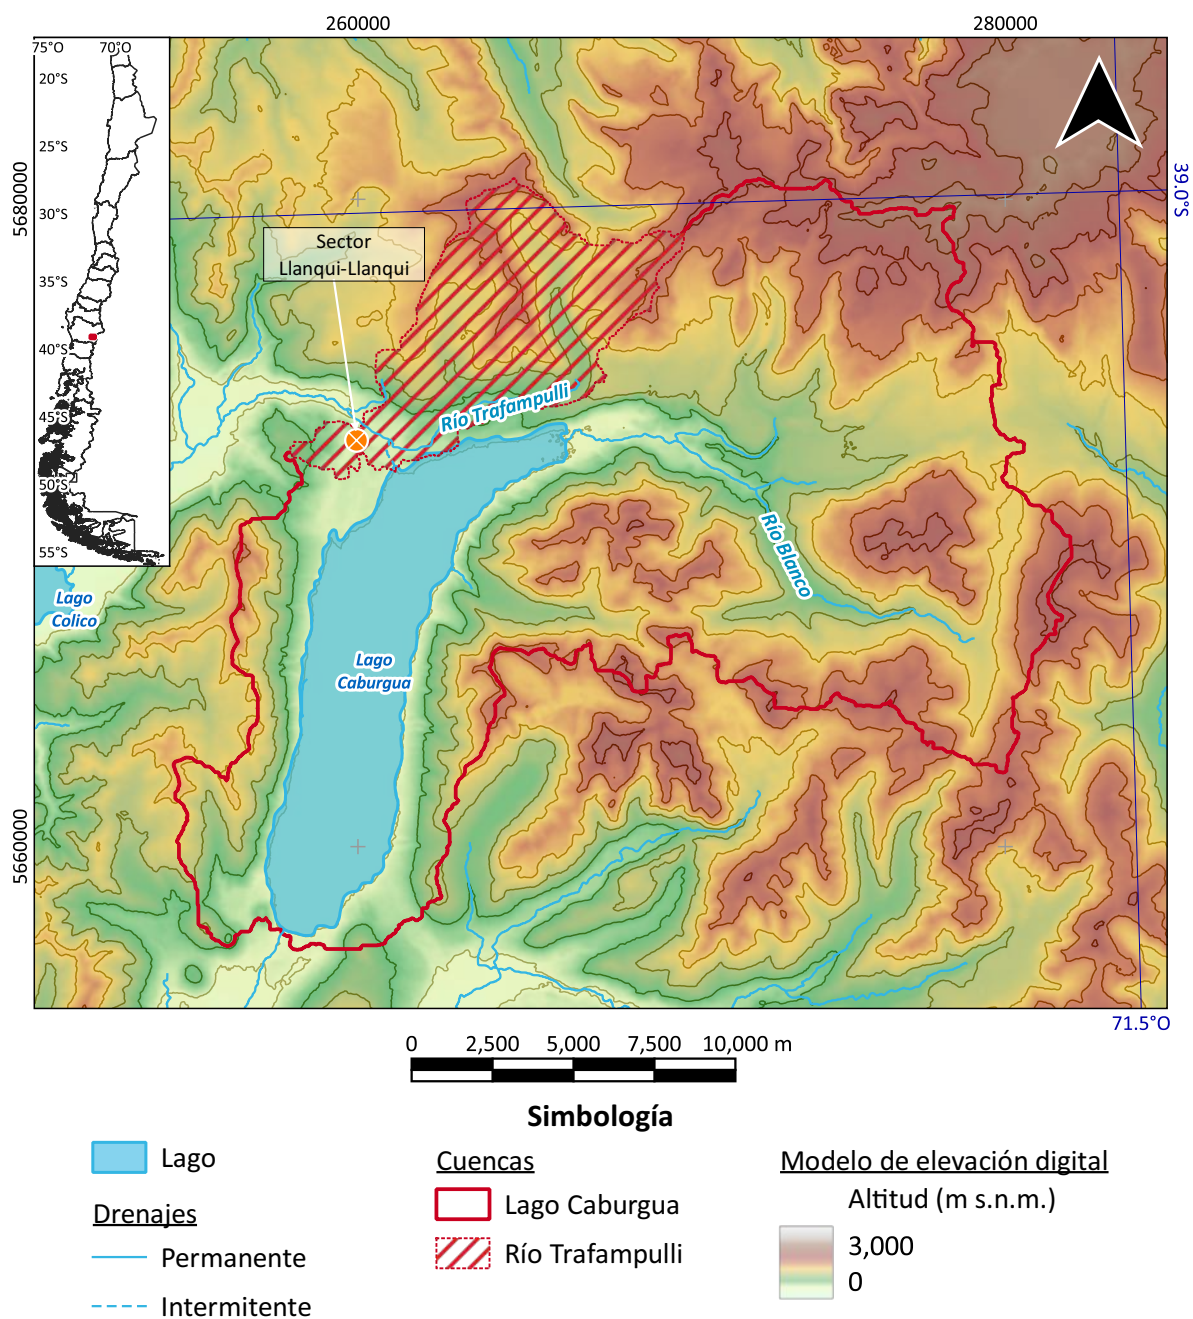 260000
280000
75°O
70°O
20°S
25°S
30°S
35°S
40°S
45°S
50°S
55°S
5680000
39.0°S
Sector
Llanqui-Llanqui
Río Trafampulli
Río Blanco
Lago
Colico
Lago
Caburgua
5660000
71.5°O
0
2,500
5,000
7,500
10,000 m
Simbología
Lago
Drenajes
Permanente
Intermitente
Cuencas
Lago Caburgua
Río Trafampulli
Modelo de elevación digital
Altitud (m s.n.m.)
3,000
0